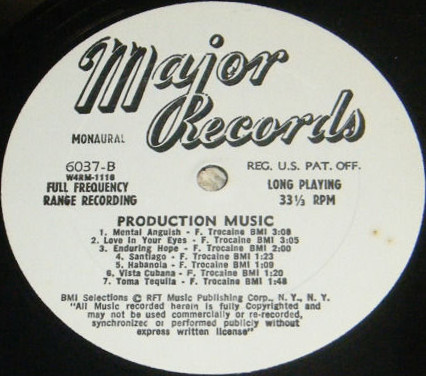 Major
Records
MONAURAL
6037-B
W4RM-1118
FULL FREQUENCY
RANGE RECORDING
REG. U.S. PAT. OFF.
LONG PLAYING
33⅓ RPM
PRODUCTION MUSIC
1. Mental Anguish - F. Trocaine BMI 3:08
2. Love In Your Eyes - F. Trocaine BMI 3:05
3. Enduring Hope - F. Trocaine BMI 2:00
4. Santiago - F. Trocaine BMI 1:23
5. Habanola - F. Trocaine BMI 1:09
6. Vista Cubana - F. Trocaine BMI 1:20
7. Toma Tequila - F. Trocaine BMI 1:48
BMI Selections © RFT Music Publishing Corp., N. Y., N. Y.
"All Music recorded herein is fully Copyrighted and
may not be used commercially or re-recorded,
synchronized or performed publicly without
express written license"